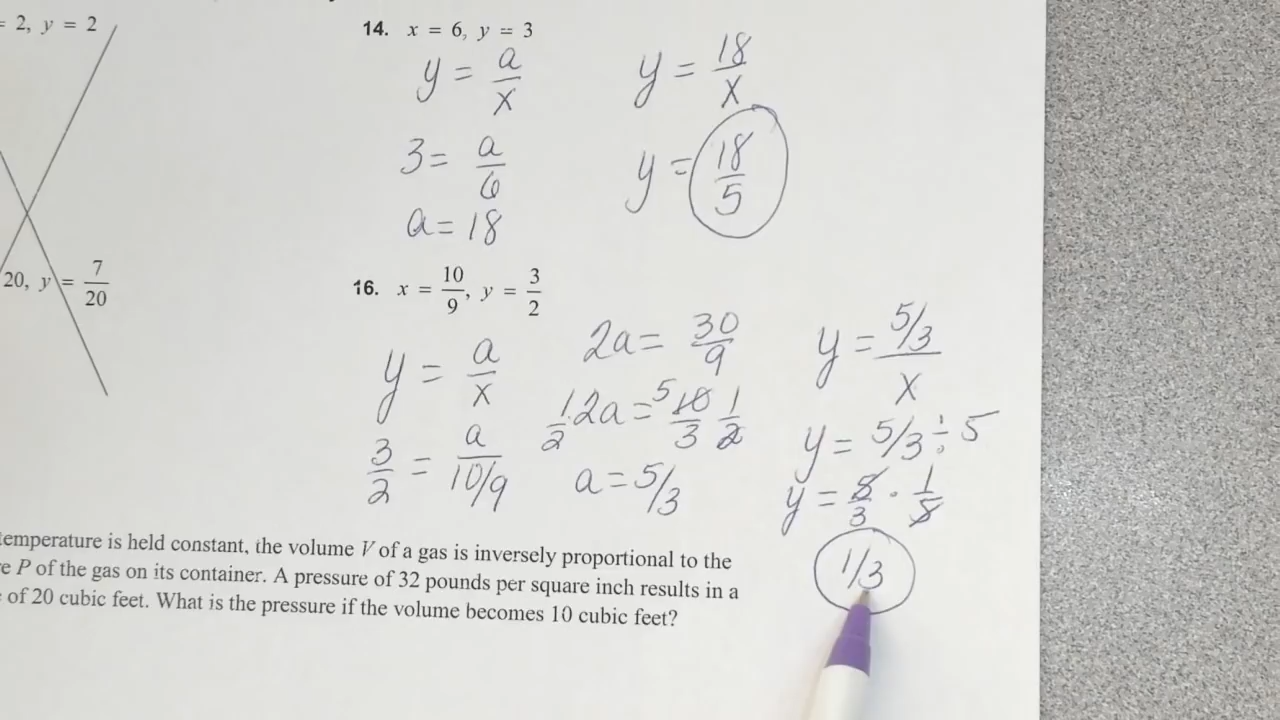 = 2, y = 2
14. x = 6, y = 3
y = a/x
3 = a/6
a = 18
y = 18/x
y = 18/5
20, y = 7/20
16. x = 10/9, y = 3/2
y = a/x
3/2 = a/10/9
2a = 30/9
1/2 2a = 5 10/3 1/2
a = 5/3
y = 5/3/x
y = 5/3 ÷ 5
y = 5/3 · 1/5
1/3
temperature is held constant, the volume V of a gas is inversely proportional to the
e P of the gas on its container. A pressure of 32 pounds per square inch results in a
of 20 cubic feet. What is the pressure if the volume becomes 10 cubic feet?